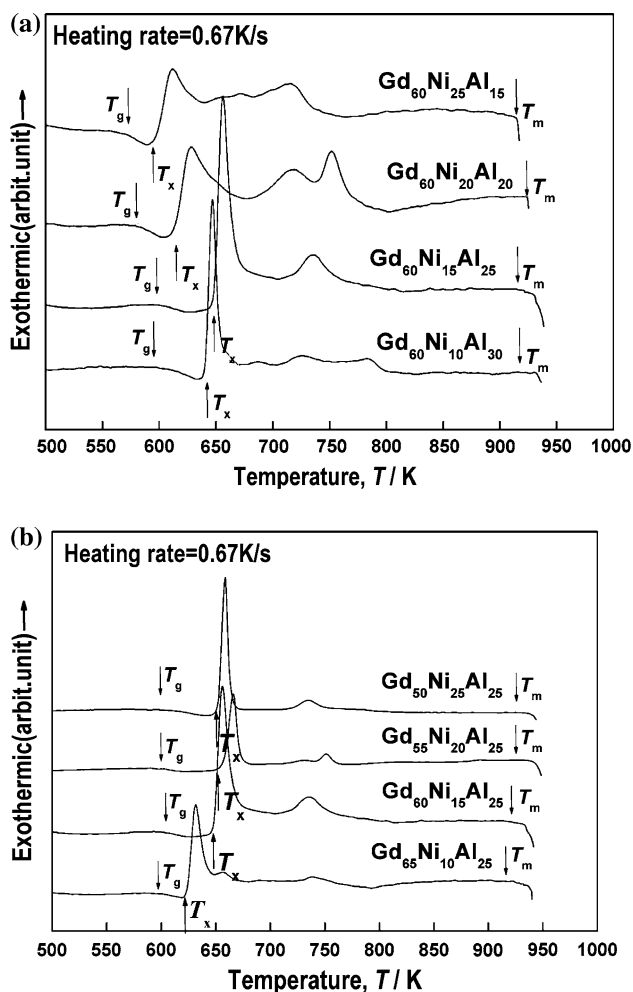 (a)
Heating rate=0.67K/s
Gd60Ni25Al15
Tg
Tm
Tx
Gd60Ni20Al20
Tg
Tm
Tx
Gd60Ni15Al25
Tg
Tm
Tx
Gd60Ni10Al30
Tg
Tm
Tx
Exothermic(arbit.unit)→
500 550 600 650 700 750 800 850 900 950 1000
Temperature, T / K
(b)
Heating rate=0.67K/s
Gd50Ni25Al25
Tg
Tm
Tx
Gd55Ni20Al25
Tg
Tm
Tx
Gd60Ni15Al25
Tg
Tm
Tx
Gd65Ni10Al25
Tg
Tm
Tx
Exothermic(arbit.unit)→
500 550 600 650 700 750 800 850 900 950 1000
Temperature, T / K